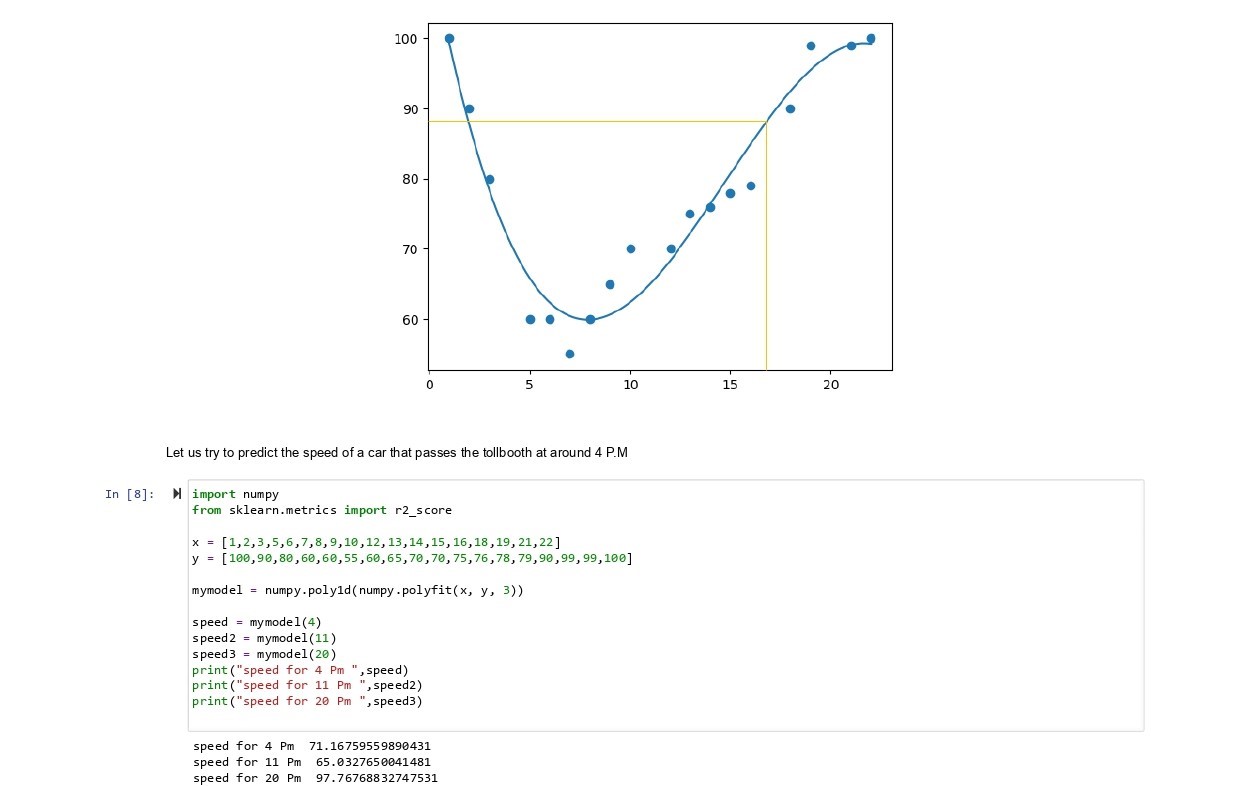 100
90
80
70
60
0 5 10 15 20
Let us try to predict the speed of a car that passes the tollbooth at around 4 P.M
In [8]:
import numpy
from sklearn.metrics import r2_score
x = [1,2,3,5,6,7,8,9,10,12,13,14,15,16,18,19,21,22]
y = [100,90,80,60,60,55,60,65,70,70,75,76,78,79,90,99,99,100]
mymodel = numpy.poly1d(numpy.polyfit(x, y, 3))
speed = mymodel(4)
speed2 = mymodel(11)
speed3 = mymodel(20)
print("speed for 4 Pm ",speed)
print("speed for 11 Pm ",speed2)
print("speed for 20 Pm ",speed3)
speed for 4 Pm  71.16759559890431
speed for 11 Pm  65.0327650041481
speed for 20 Pm  97.76768832747531